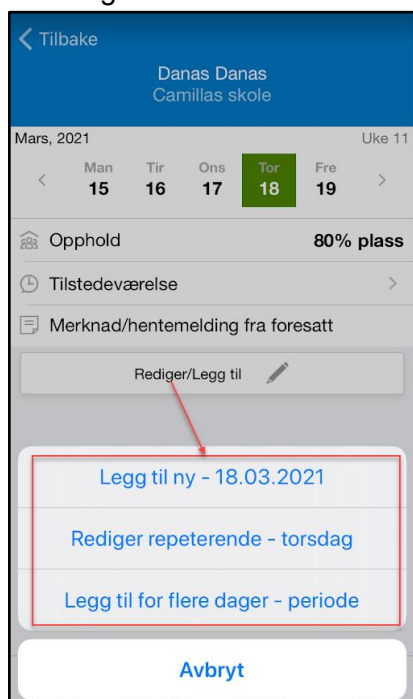 Tilbake
Danas Danas
Camillas skole
Mars, 2021 Uke 11
Man Tir Ons Tor Fre
15 16 17 18 19
Opphold 80% plass
Tilstedeværelse
Merknad/hentemelding fra foresatt
Rediger/Legg til
Legg til ny - 18.03.2021
Rediger repeterende - torsdag
Legg til for flere dager - periode
Avbryt